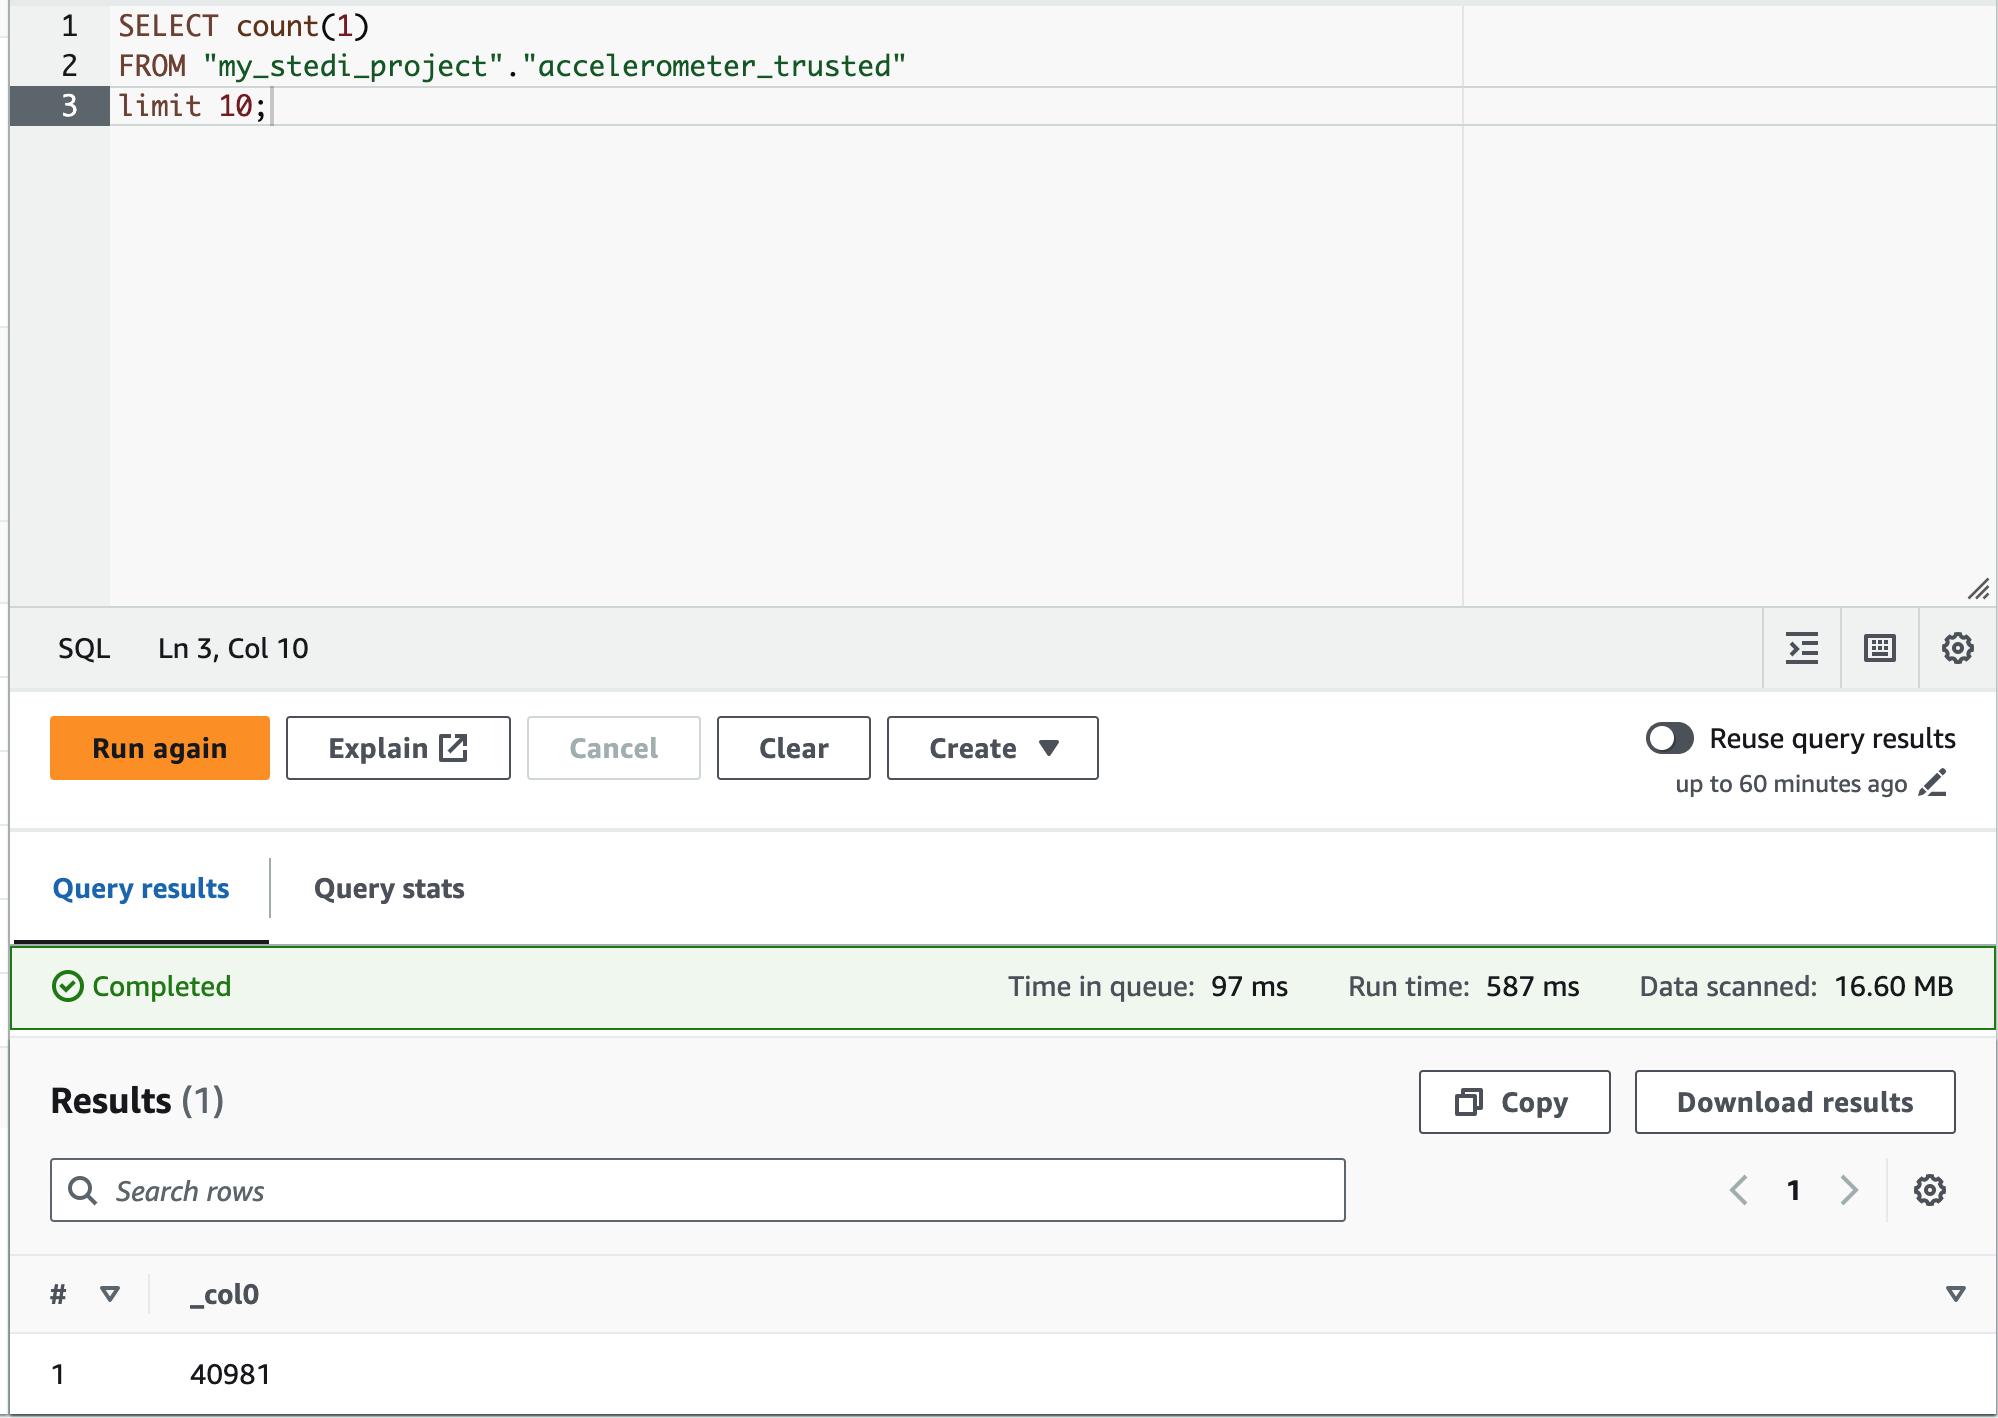 1 SELECT count(1)
2 FROM "my_stedi_project"."accelerometer_trusted"
3 limit 10;
SQL Ln 3, Col 10
Run again Explain Cancel Clear Create Reuse query results
up to 60 minutes ago
Query results Query stats
Completed Time in queue: 97 ms Run time: 587 ms Data scanned: 16.60 MB
Results (1) Copy Download results
Search rows 1
# _col0
1 40981